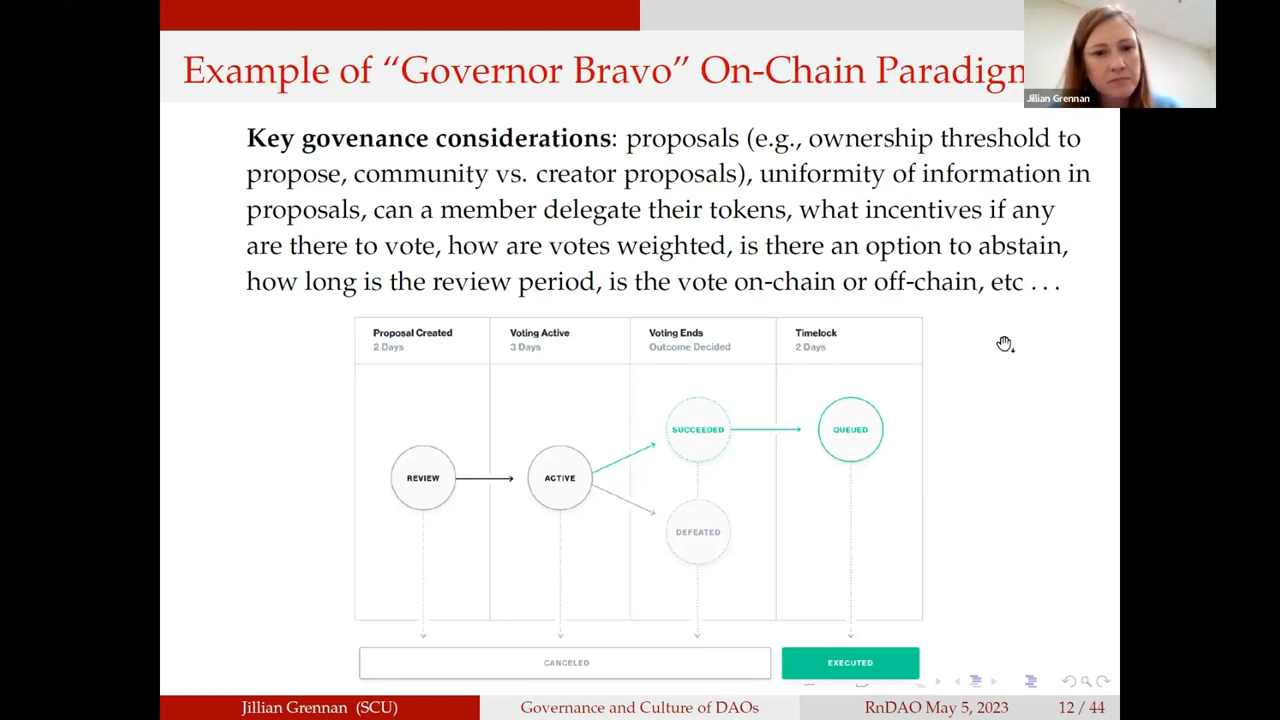 Example of “Governor Bravo” On-Chain Paradigm
Jillian Grennan
Key govenance considerations: proposals (e.g., ownership threshold to
propose, community vs. creator proposals), uniformity of information in
proposals, can a member delegate their tokens, what incentives if any
are there to vote, how are votes weighted, is there an option to abstain,
how long is the review period, is the vote on-chain or off-chain, etc . . .
Proposal Created
2 Days
Voting Active
3 Days
Voting Ends
Outcome Decided
Timelock
2 Days
REVIEW
ACTIVE
SUCCEEDED
DEFEATED
QUEUED
CANCELED
EXECUTED
Jillian Grennan (SCU)
Governance and Culture of DAOs
RnDAO May 5, 2023
12 / 44